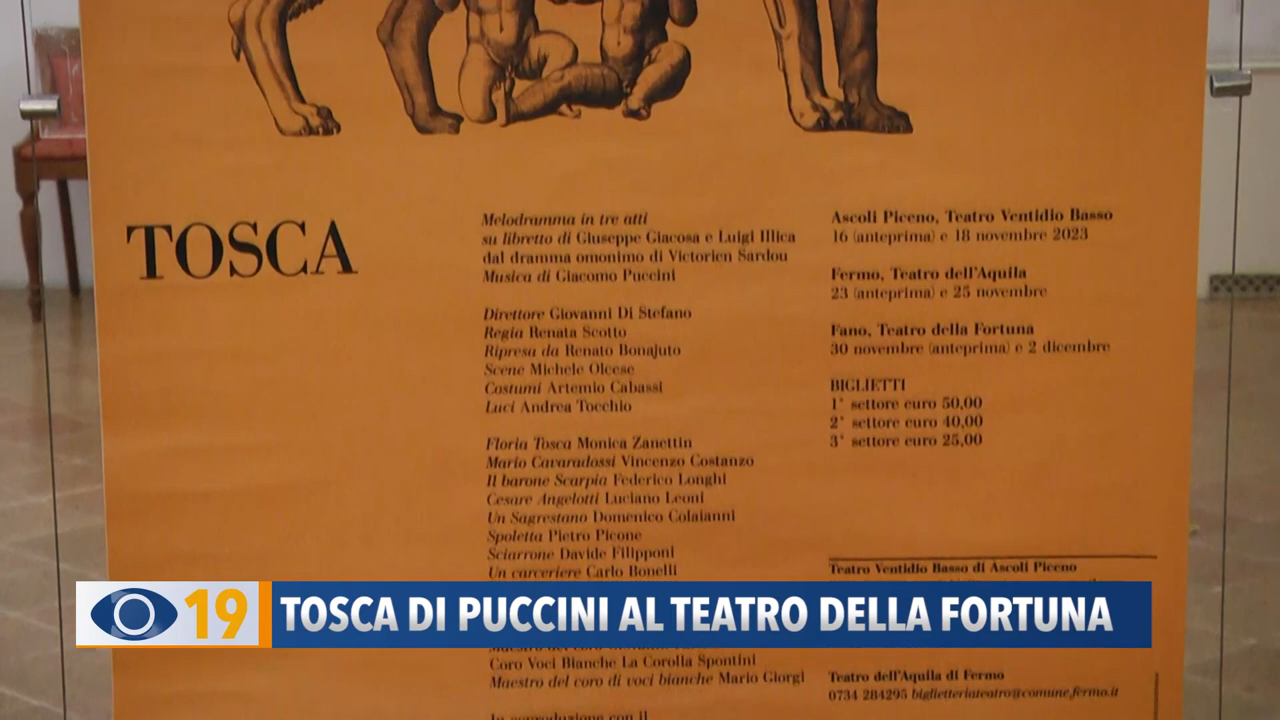 TOSCA
Melodramma in tre atti
su libretto di Giuseppe Giacosa e Luigi Illica
dal dramma omonimo di Victorien Sardou
Musica di Giacomo Puccini
Direttore Giovanni Di Stefano
Regia Renata Scotto
Ripresa da Renato Bonajuto
Scene Michele Olcese
Costumi Artemio Cabassi
Luci Andrea Tocchio
Floria Tosca Monica Zanettin
Mario Cavaradossi Vincenzo Costanzo
Il barone Scarpia Federico Longhi
Cesare Angelotti Luciano Leoni
Un Sagrestano Domenico Colaianni
Spoletta Pietro Picone
Sciarrone Davide Filipponi
Un carceriere Carlo Bonelli
Coro Voci Bianche La Corolla Spontini
Maestro del coro di voci bianche Mario Giorgi
In coproduzione con il
Ascoli Piceno, Teatro Ventidio Basso
16 (anteprima) e 18 novembre 2023
Fermo, Teatro dell'Aquila
23 (anteprima) e 25 novembre
Fano, Teatro della Fortuna
30 novembre (anteprima) e 2 dicembre
BIGLIETTI
1° settore euro 50,00
2° settore euro 40,00
3° settore euro 25,00
Teatro Ventidio Basso di Ascoli Piceno
Teatro dell'Aquila di Fermo
0734 284295 biglietteriateatro@comune.fermo.it
19
TOSCA DI PUCCINI AL TEATRO DELLA FORTUNA